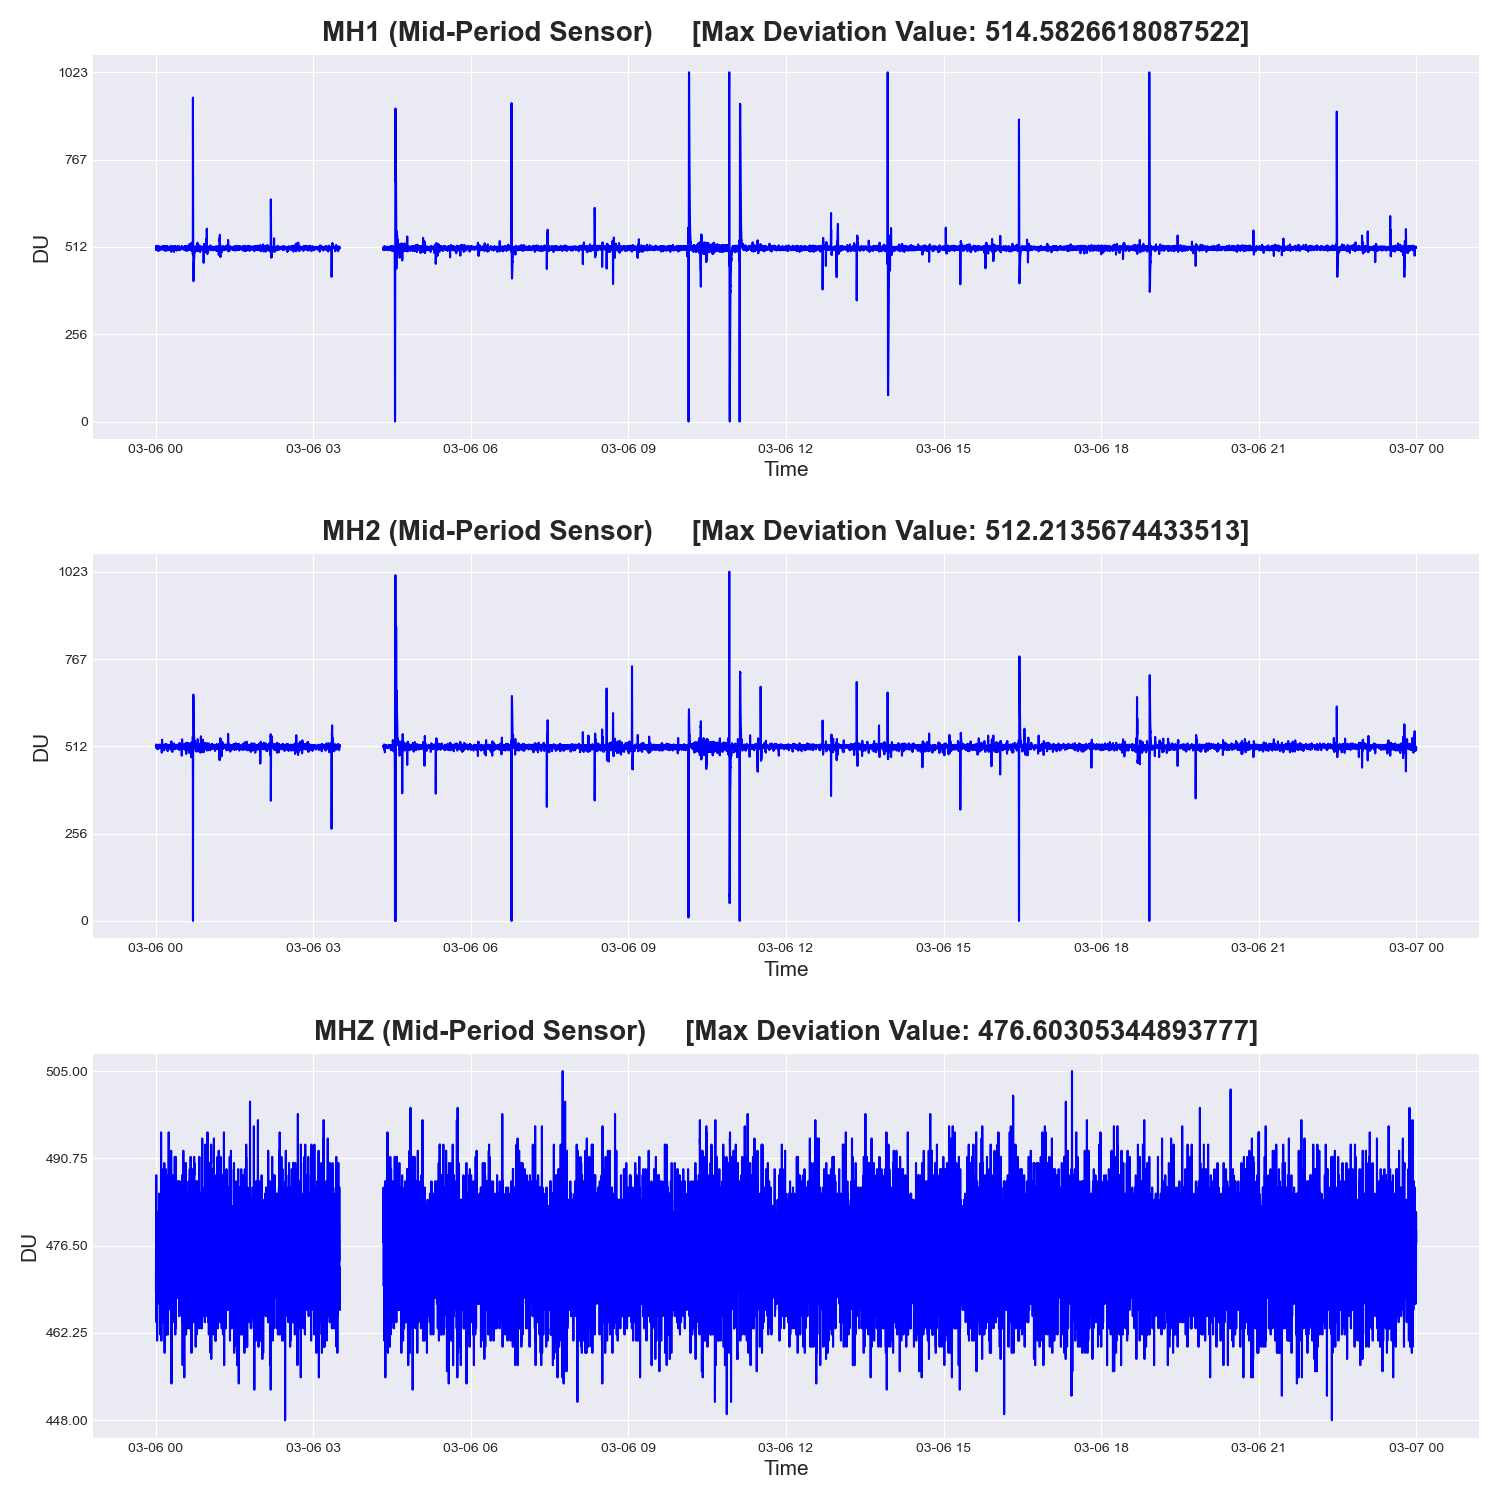 MH1 (Mid-Period Sensor) [Max Deviation Value: 514.5826618087522]
1023
767
512
256
0
DU
03-06 00 03-06 03 03-06 06 03-06 09 03-06 12 03-06 15 03-06 18 03-06 21 03-07 00
Time
MH2 (Mid-Period Sensor) [Max Deviation Value: 512.2135674433513]
1023
767
512
256
0
DU
03-06 00 03-06 03 03-06 06 03-06 09 03-06 12 03-06 15 03-06 18 03-06 21 03-07 00
Time
MHZ (Mid-Period Sensor) [Max Deviation Value: 476.60305344893777]
505.00
490.75
476.50
462.25
448.00
DU
03-06 00 03-06 03 03-06 06 03-06 09 03-06 12 03-06 15 03-06 18 03-06 21 03-07 00
Time